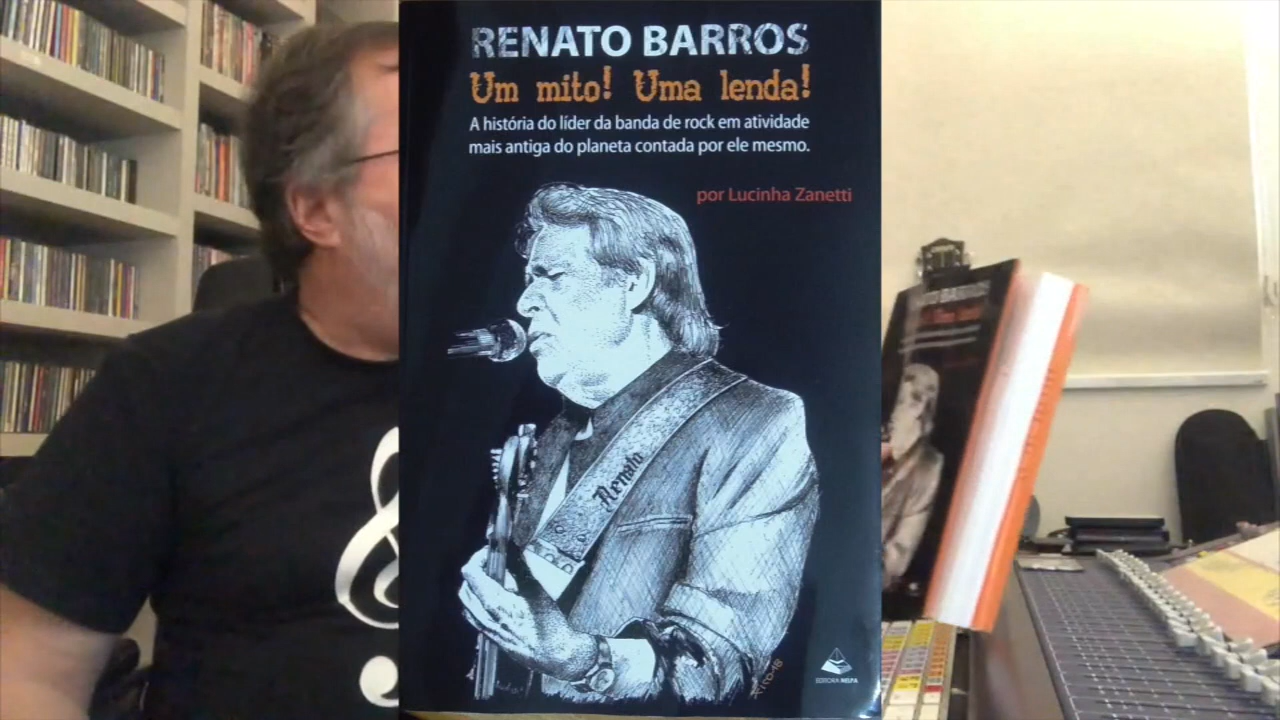 RENATO BARROS
Um mito! Uma lenda!
A história do líder da banda de rock em atividade
mais antiga do planeta contada por ele mesmo.
por Lucinha Zanetti
Renato
EDITORA NELPA